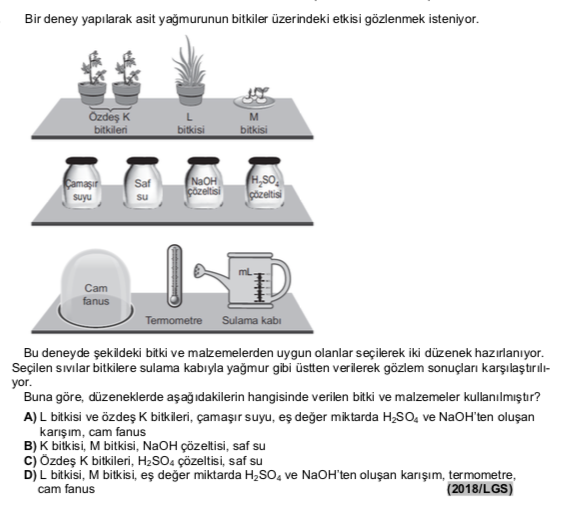 Bir deney yapılarak asit yağmurunun bitkiler üzerindeki etkisi gözlenmek isteniyor.
Özdeş K
bitkileri
L
bitkisi
M
bitkisi
Çamaşır
suyu
Saf
su
NaOH
çözeltisi
H₂SO₄
çözeltisi
Cam
fanus
Termometre
mL
Sulama kabı
Bu deneyde şekildeki bitki ve malzemelerden uygun olanlar seçilerek iki düzenek hazırlanıyor.
Seçilen sıvılar bitkilere sulama kabıyla yağmur gibi üstten verilerek gözlem sonuçları karşılaştırılı-
yor.
Buna göre, düzeneklerde aşağıdakilerin hangisinde verilen bitki ve malzemeler kullanılmıştır?
A) L bitkisi ve özdeş K bitkileri, çamaşır suyu, eş değer miktarda H₂SO₄ ve NaOH'ten oluşan
karışım, cam fanus
B) K bitkisi, M bitkisi, NaOH çözeltisi, saf su
C) Özdeş K bitkileri, H₂SO₄ çözeltisi, saf su
D) L bitkisi, M bitkisi, eş değer miktarda H₂SO₄ ve NaOH'ten oluşan karışım, termometre,
cam fanus (2018/LGS)